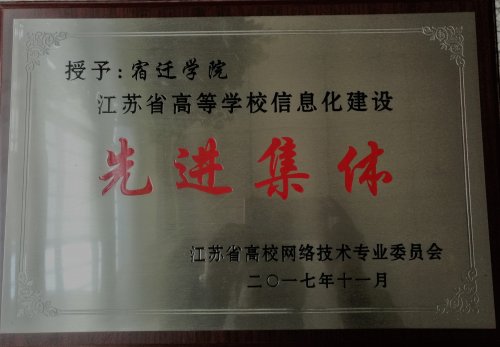 授予：宿迁学院
江苏省高等学校信息化建设
先进集体
江苏省高校网络技术专业委员会
二〇一七年十一月